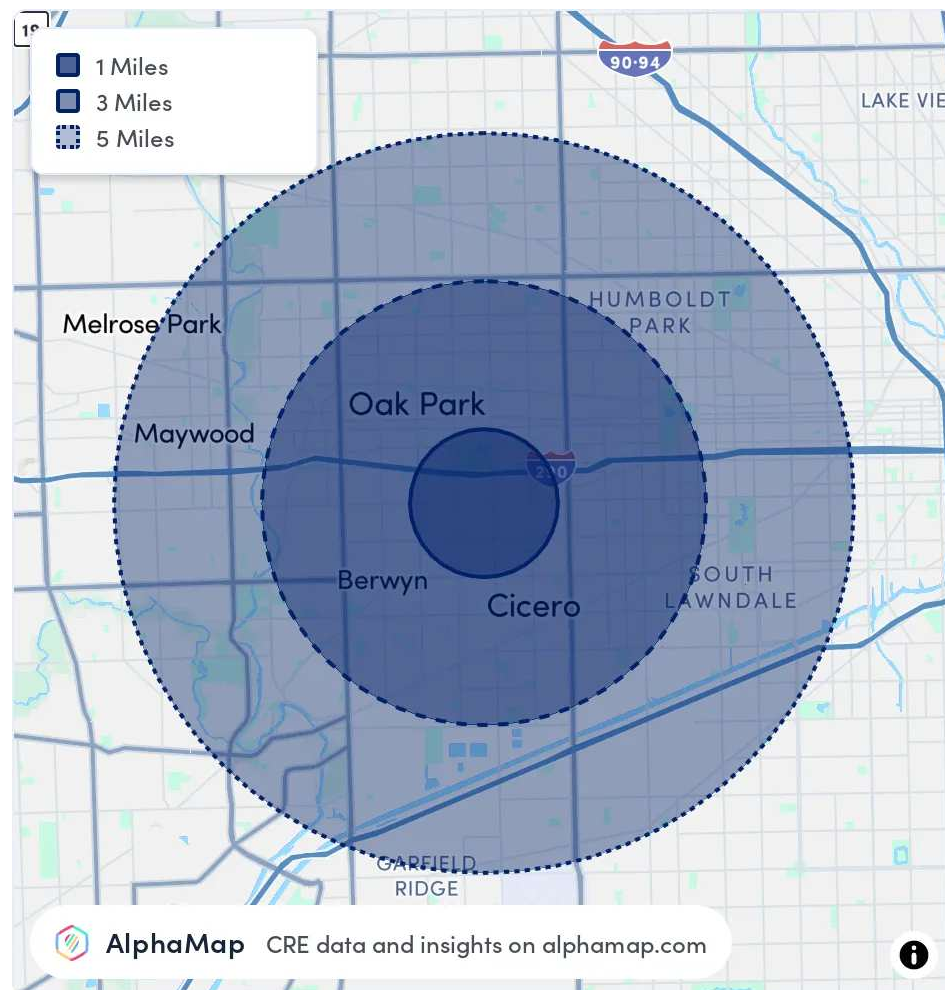 1 Miles
3 Miles
5 Miles
90·94
LAKE VIE
HUMBOLDT
PARK
Melrose Park
Oak Park
Maywood
290
Berwyn
SOUTH
LAWNDALE
Cicero
GARFIELD
RIDGE
AlphaMap CRE data and insights on alphamap.com